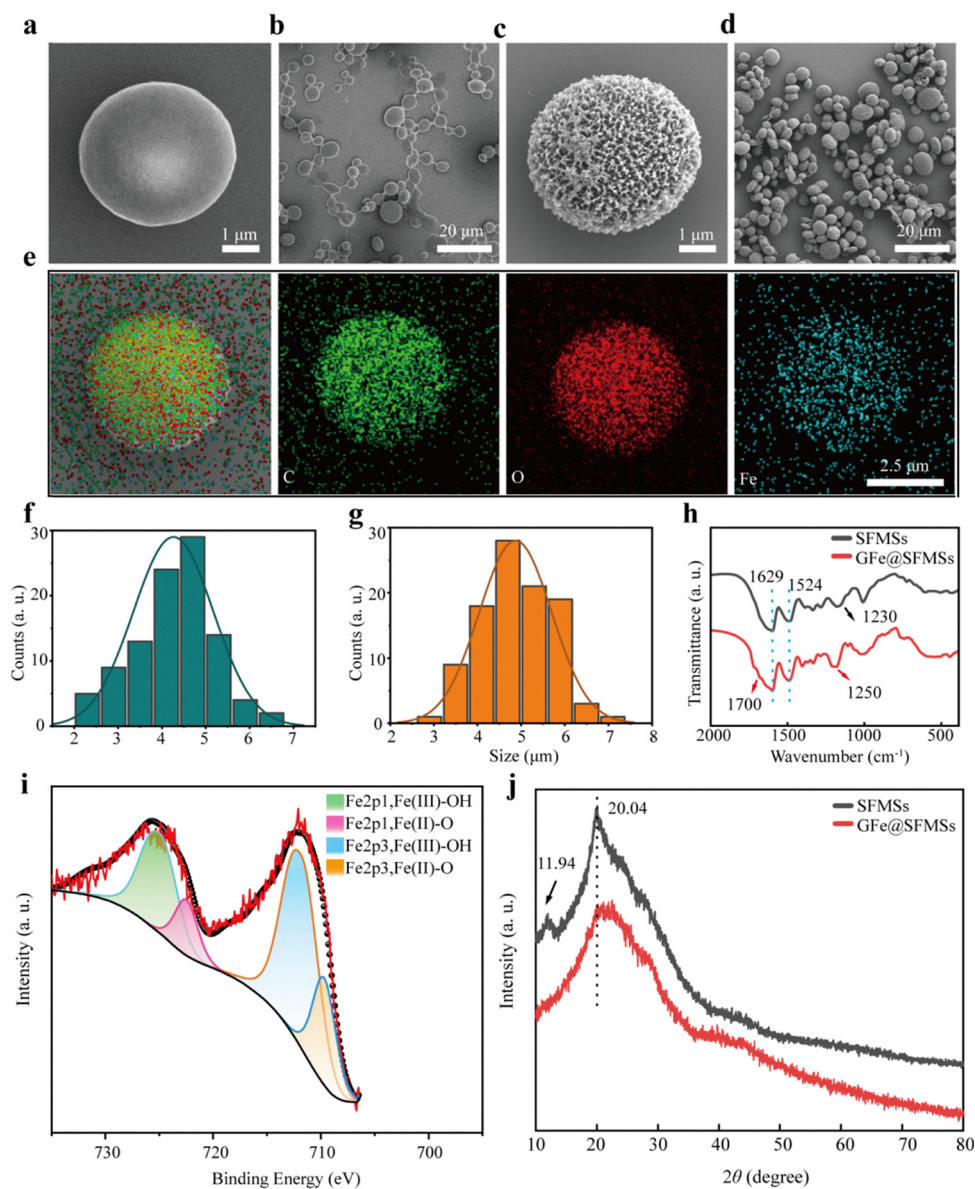 a
b
c
d
1 μm
20 μm
1 μm
20 μm
e
C
O
Fe
2.5 μm
f
Counts (a. u.)
30
20
10
0
2 3 4 5 6 7
g
Counts (a. u.)
30
20
10
0
2 3 4 5 6 7 8
Size (μm)
h
SFMSs
GFe@SFMSs
1629
1524
1230
1700
1250
Transmittance (a. u.)
2000 1500 1000 500
Wavenumber (cm⁻¹)
i
Fe2p1,Fe(III)-OH
Fe2p1,Fe(II)-O
Fe2p3,Fe(III)-OH
Fe2p3,Fe(II)-O
Intensity (a. u.)
730 720 710 700
Binding Energy (eV)
j
SFMSs
GFe@SFMSs
20.04
11.94
Intensity (a. u.)
10 20 30 40 50 60 70 80
2θ (degree)